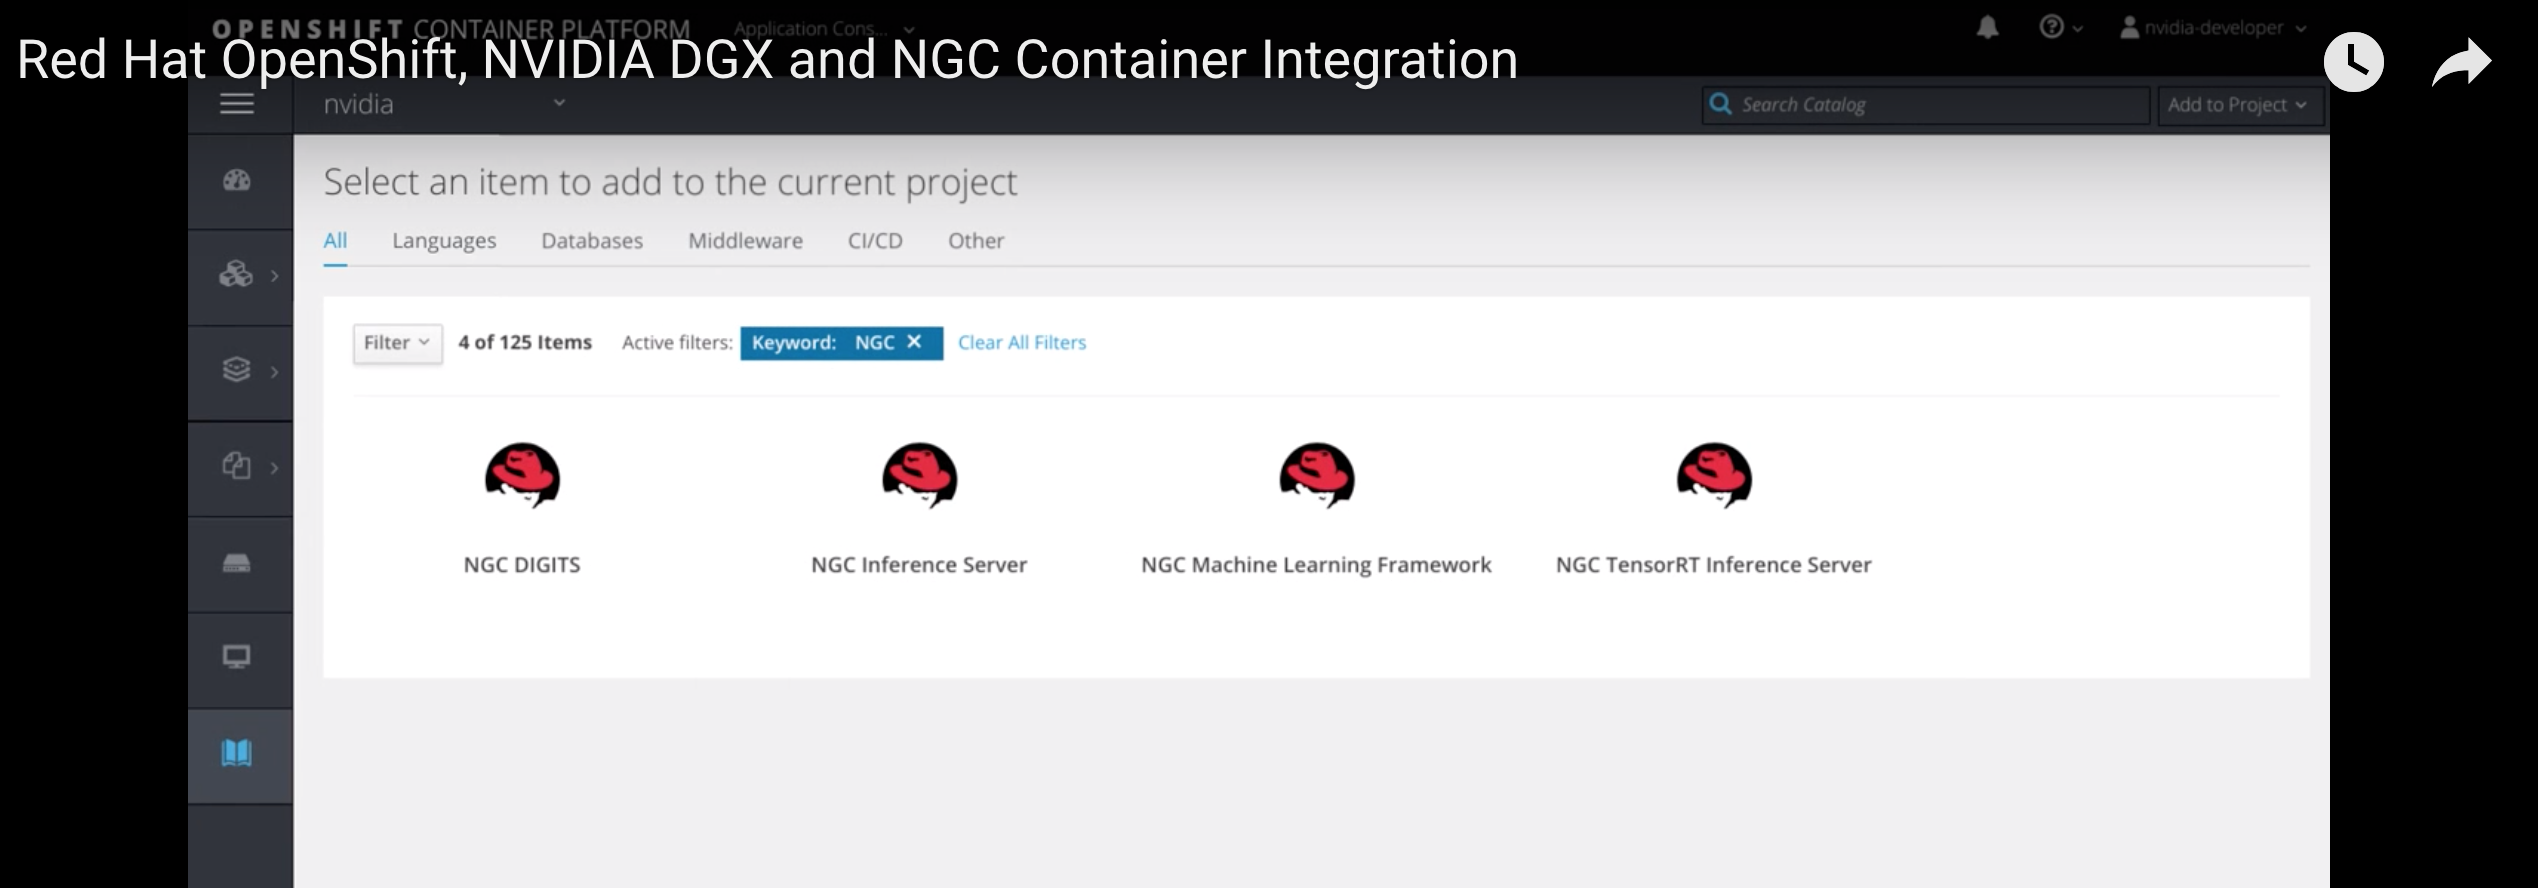 OPENSHIFT CONTAINER PLATFORM Application Cons... nvidia-developer
Red Hat OpenShift, NVIDIA DGX and NGC Container Integration
nvidia Search Catalog Add to Project
Select an item to add to the current project
All Languages Databases Middleware CI/CD Other
Filter 4 of 125 Items Active filters: Keyword: NGC ✕ Clear All Filters
NGC DIGITS NGC Inference Server NGC Machine Learning Framework NGC TensorRT Inference Server